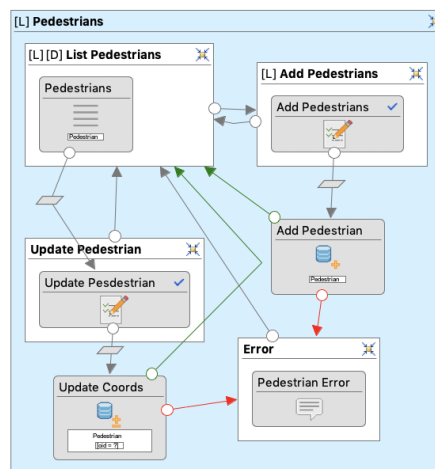 [L] Pedestrians
[L] [D] List Pedestrians
Pedestrians
Pedestrian
[L] Add Pedestrians
Add Pedestrians
Add Pedestrian
Pedestrian
Update Pedestrian
Update Pesdestrian
Update Coords
Pedestrian
[oid = ?]
Error
Pedestrian Error